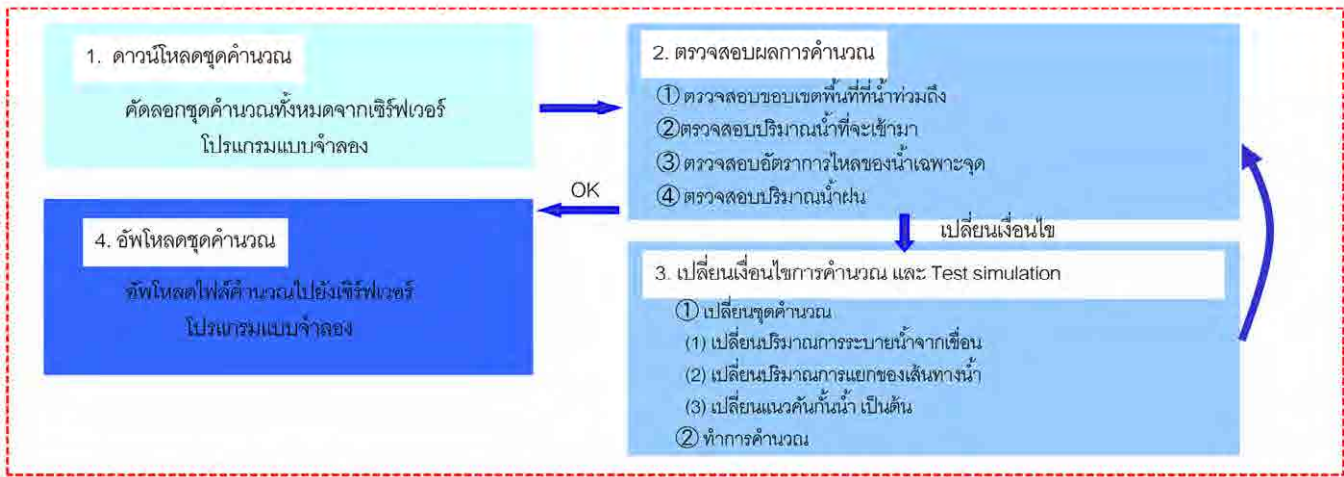 1. ดาวน์โหลดชุดคำนวณ
คัดลอกชุดคำนวณทั้งหมดจากเซิร์ฟเวอร์
โปรแกรมแบบจำลอง
2. ตรวจสอบผลการคำนวณ
① ตรวจสอบขอบเขตพื้นที่ที่น้ำท่วมถึง
②ตรวจสอบปริมาณน้ำที่จะเข้ามา
③ ตรวจสอบอัตราการไหลของน้ำเฉพาะจุด
④ ตรวจสอบปริมาณน้ำฝน
OK
เปลี่ยนเงื่อนไข
3. เปลี่ยนเงื่อนไขการคำนวณ และ Test simulation
① เปลี่ยนชุดคำนวณ
(1) เปลี่ยนปริมาณการระบายน้ำจากเขื่อน
(2) เปลี่ยนปริมาณการแยกของเส้นทางน้ำ
(3) เปลี่ยนแนวคันกั้นน้ำ เป็นต้น
② ทำการคำนวณ
4. อัพโหลดชุดคำนวณ
อัพโหลดไฟล์คำนวณไปยังเซิร์ฟเวอร์
โปรแกรมแบบจำลอง